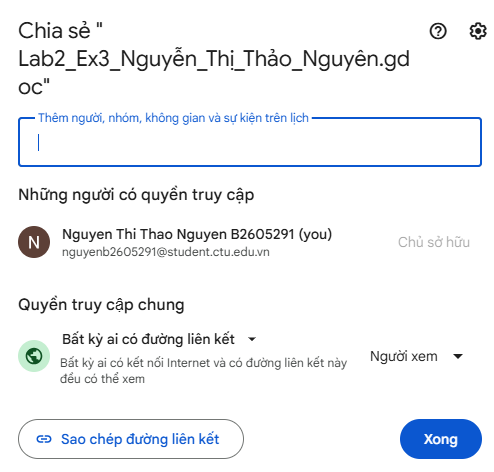 Chia sẻ "
Lab2_Ex3_Nguyễn_Thị_Thảo_Nguyên.gd
oc"
Thêm người, nhóm, không gian và sự kiện trên lịch
Những người có quyền truy cập
N
Nguyen Thi Thao Nguyen B2605291 (you)
nguyenb2605291@student.ctu.edu.vn
Chủ sở hữu
Quyền truy cập chung
Bất kỳ ai có đường liên kết
Bất kỳ ai có kết nối Internet và có đường liên kết này
đều có thể xem
Người xem
Sao chép đường liên kết
Xong